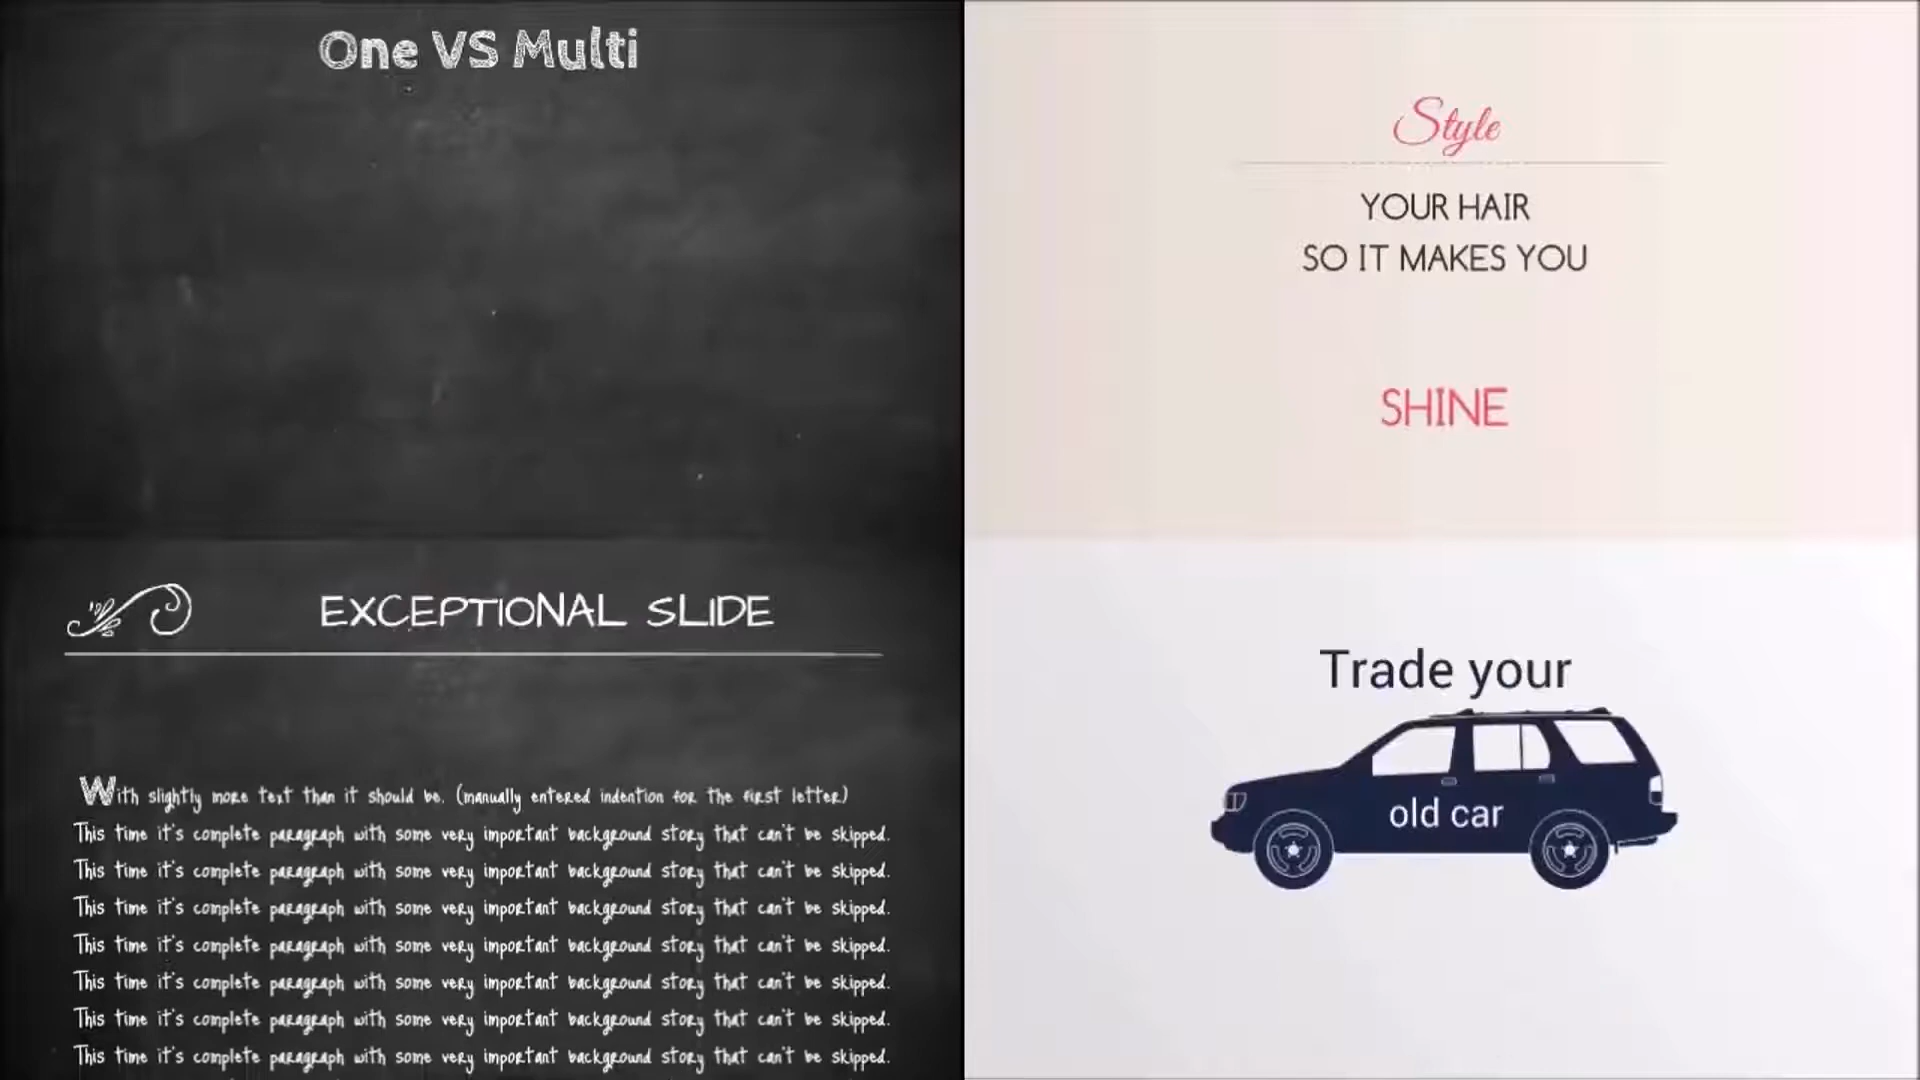 One VS Multi
EXCEPTIONAL SLIDE
With slightly more text than it should be. (manually entered indention for the first letter)
This time it's complete paragraph with some very important background story that can't be skipped.
This time it's complete paragraph with some very important background story that can't be skipped.
This time it's complete paragraph with some very important background story that can't be skipped.
This time it's complete paragraph with some very important background story that can't be skipped.
This time it's complete paragraph with some very important background story that can't be skipped.
This time it's complete paragraph with some very important background story that can't be skipped.
This time it's complete paragraph with some very important background story that can't be skipped.
Style
YOUR HAIR
SO IT MAKES YOU
SHINE
Trade your
old car